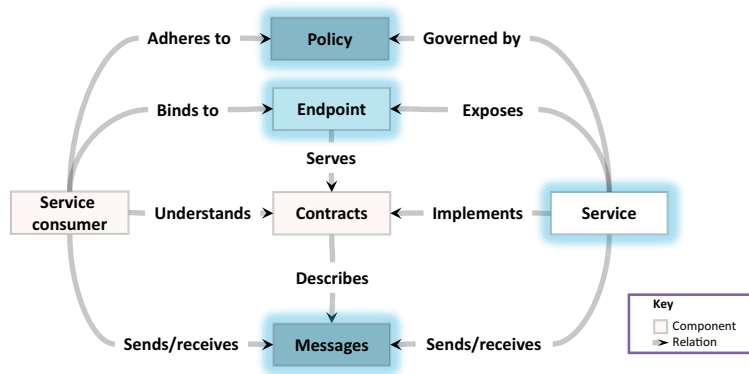 Adheres to
Policy
Governed by
Binds to
Endpoint
Exposes
Serves
Service
consumer
Understands
Contracts
Implements
Service
Describes
Sends/receives
Messages
Sends/receives
Key
Component
Relation